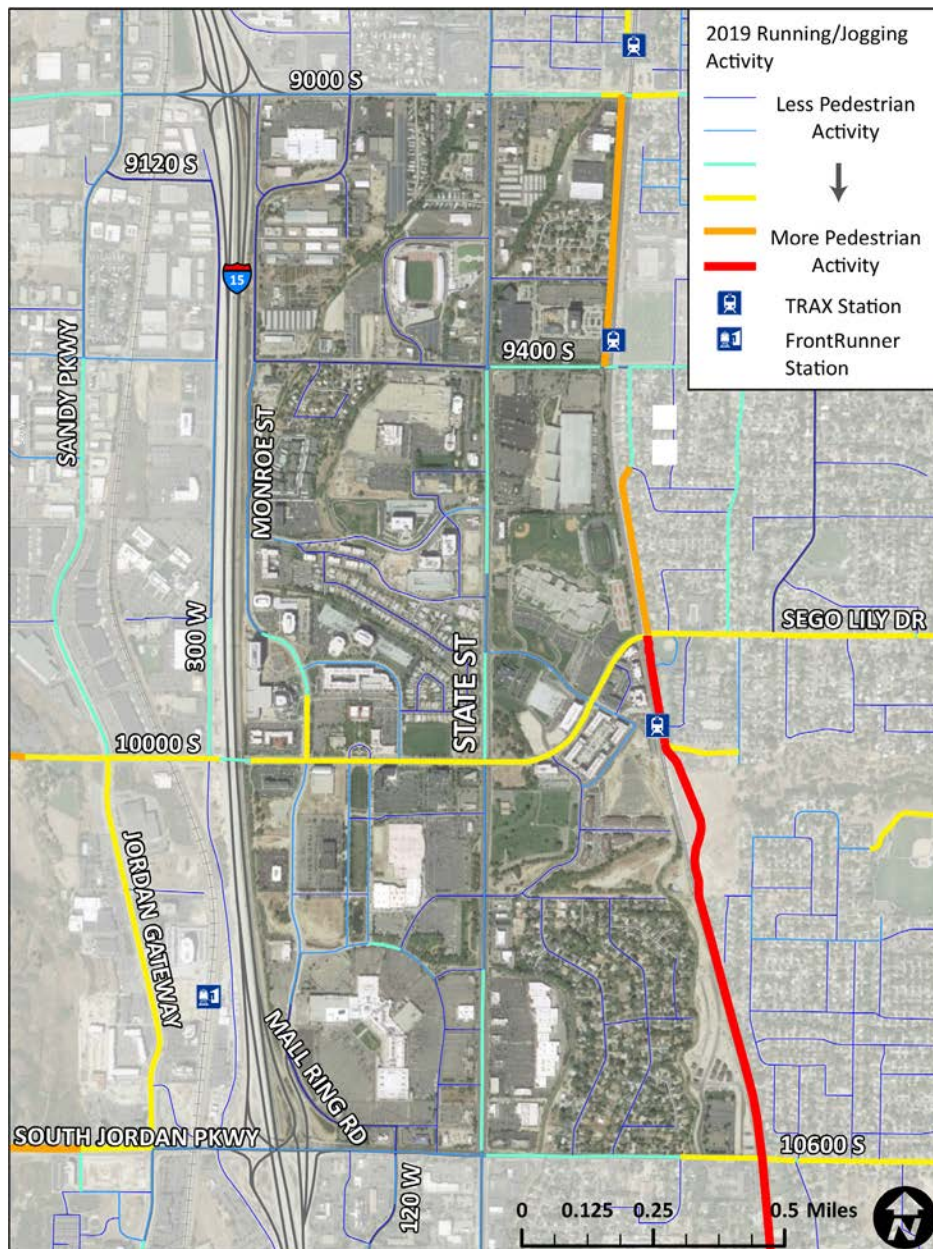 2019 Running/Jogging
Activity
Less Pedestrian
Activity
More Pedestrian
Activity
TRAX Station
FrontRunner
Station
9000 S
9120 S
15
SANDY PKWY
9400 S
MONROE ST
300 W
STATE ST
SEGO LILY DR
10000 S
JORDAN GATEWAY
MALL RING RD
SOUTH JORDAN PKWY
10600 S
120 W
0 0.125 0.25 0.5 Miles
N